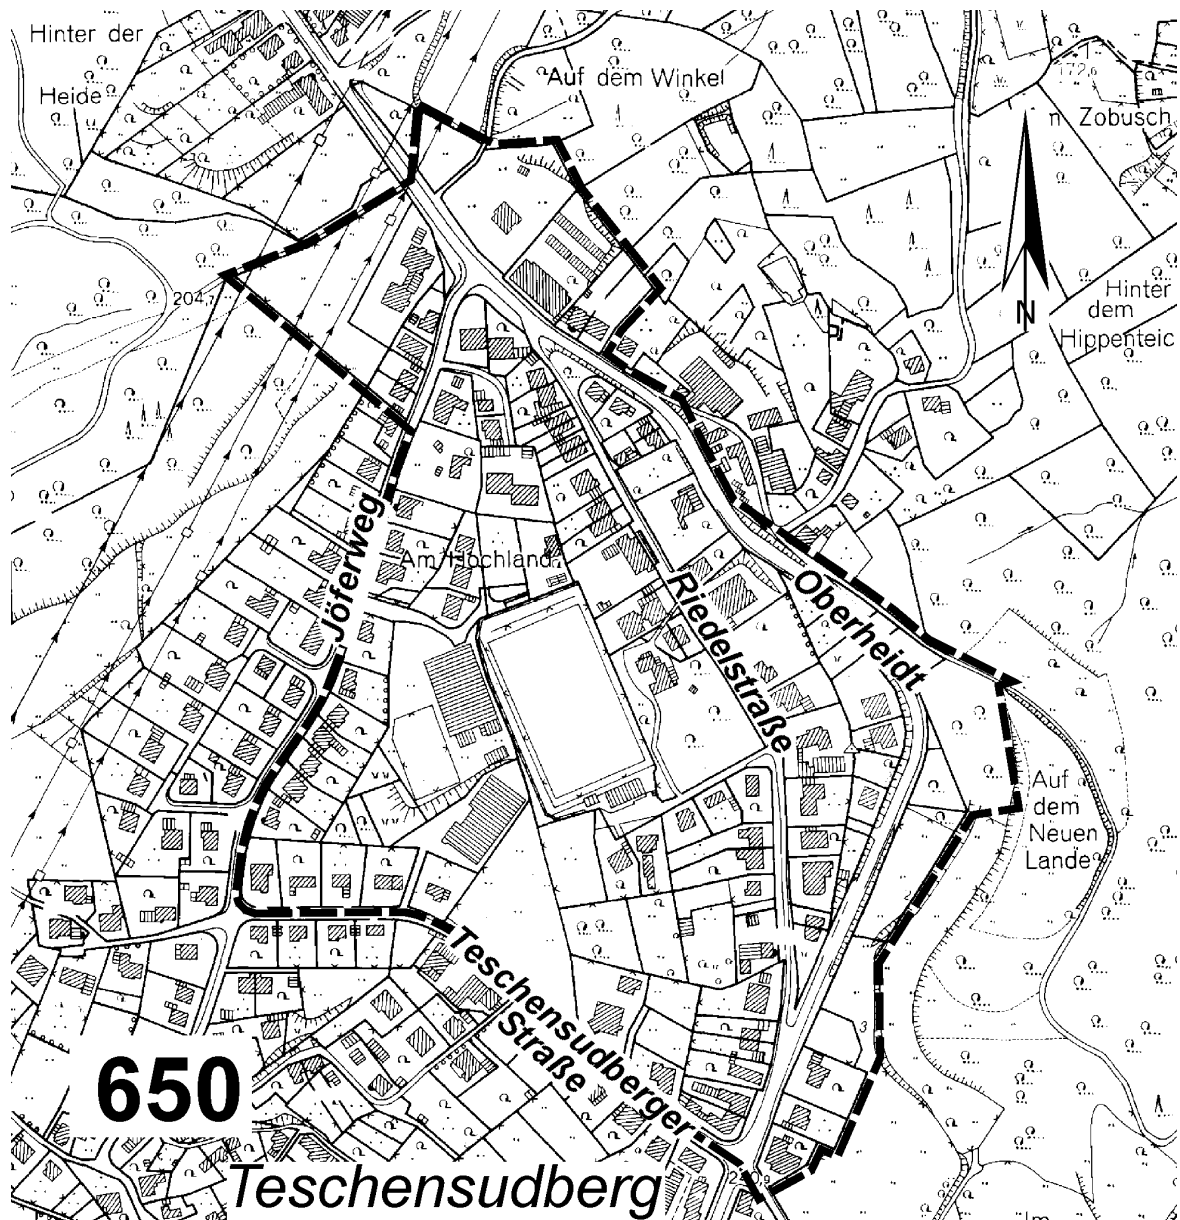 Hinter der
Heide
Auf dem Winkel
172,6
n Zobusch
Hinter
dem
Hippenteic
N
204,7
Am Hochland
Jöferweg
Riedelstraße
Oberheidt
Auf
dem
Neuen
Lande
Teschensudberger
Straße
650
Teschensudberg